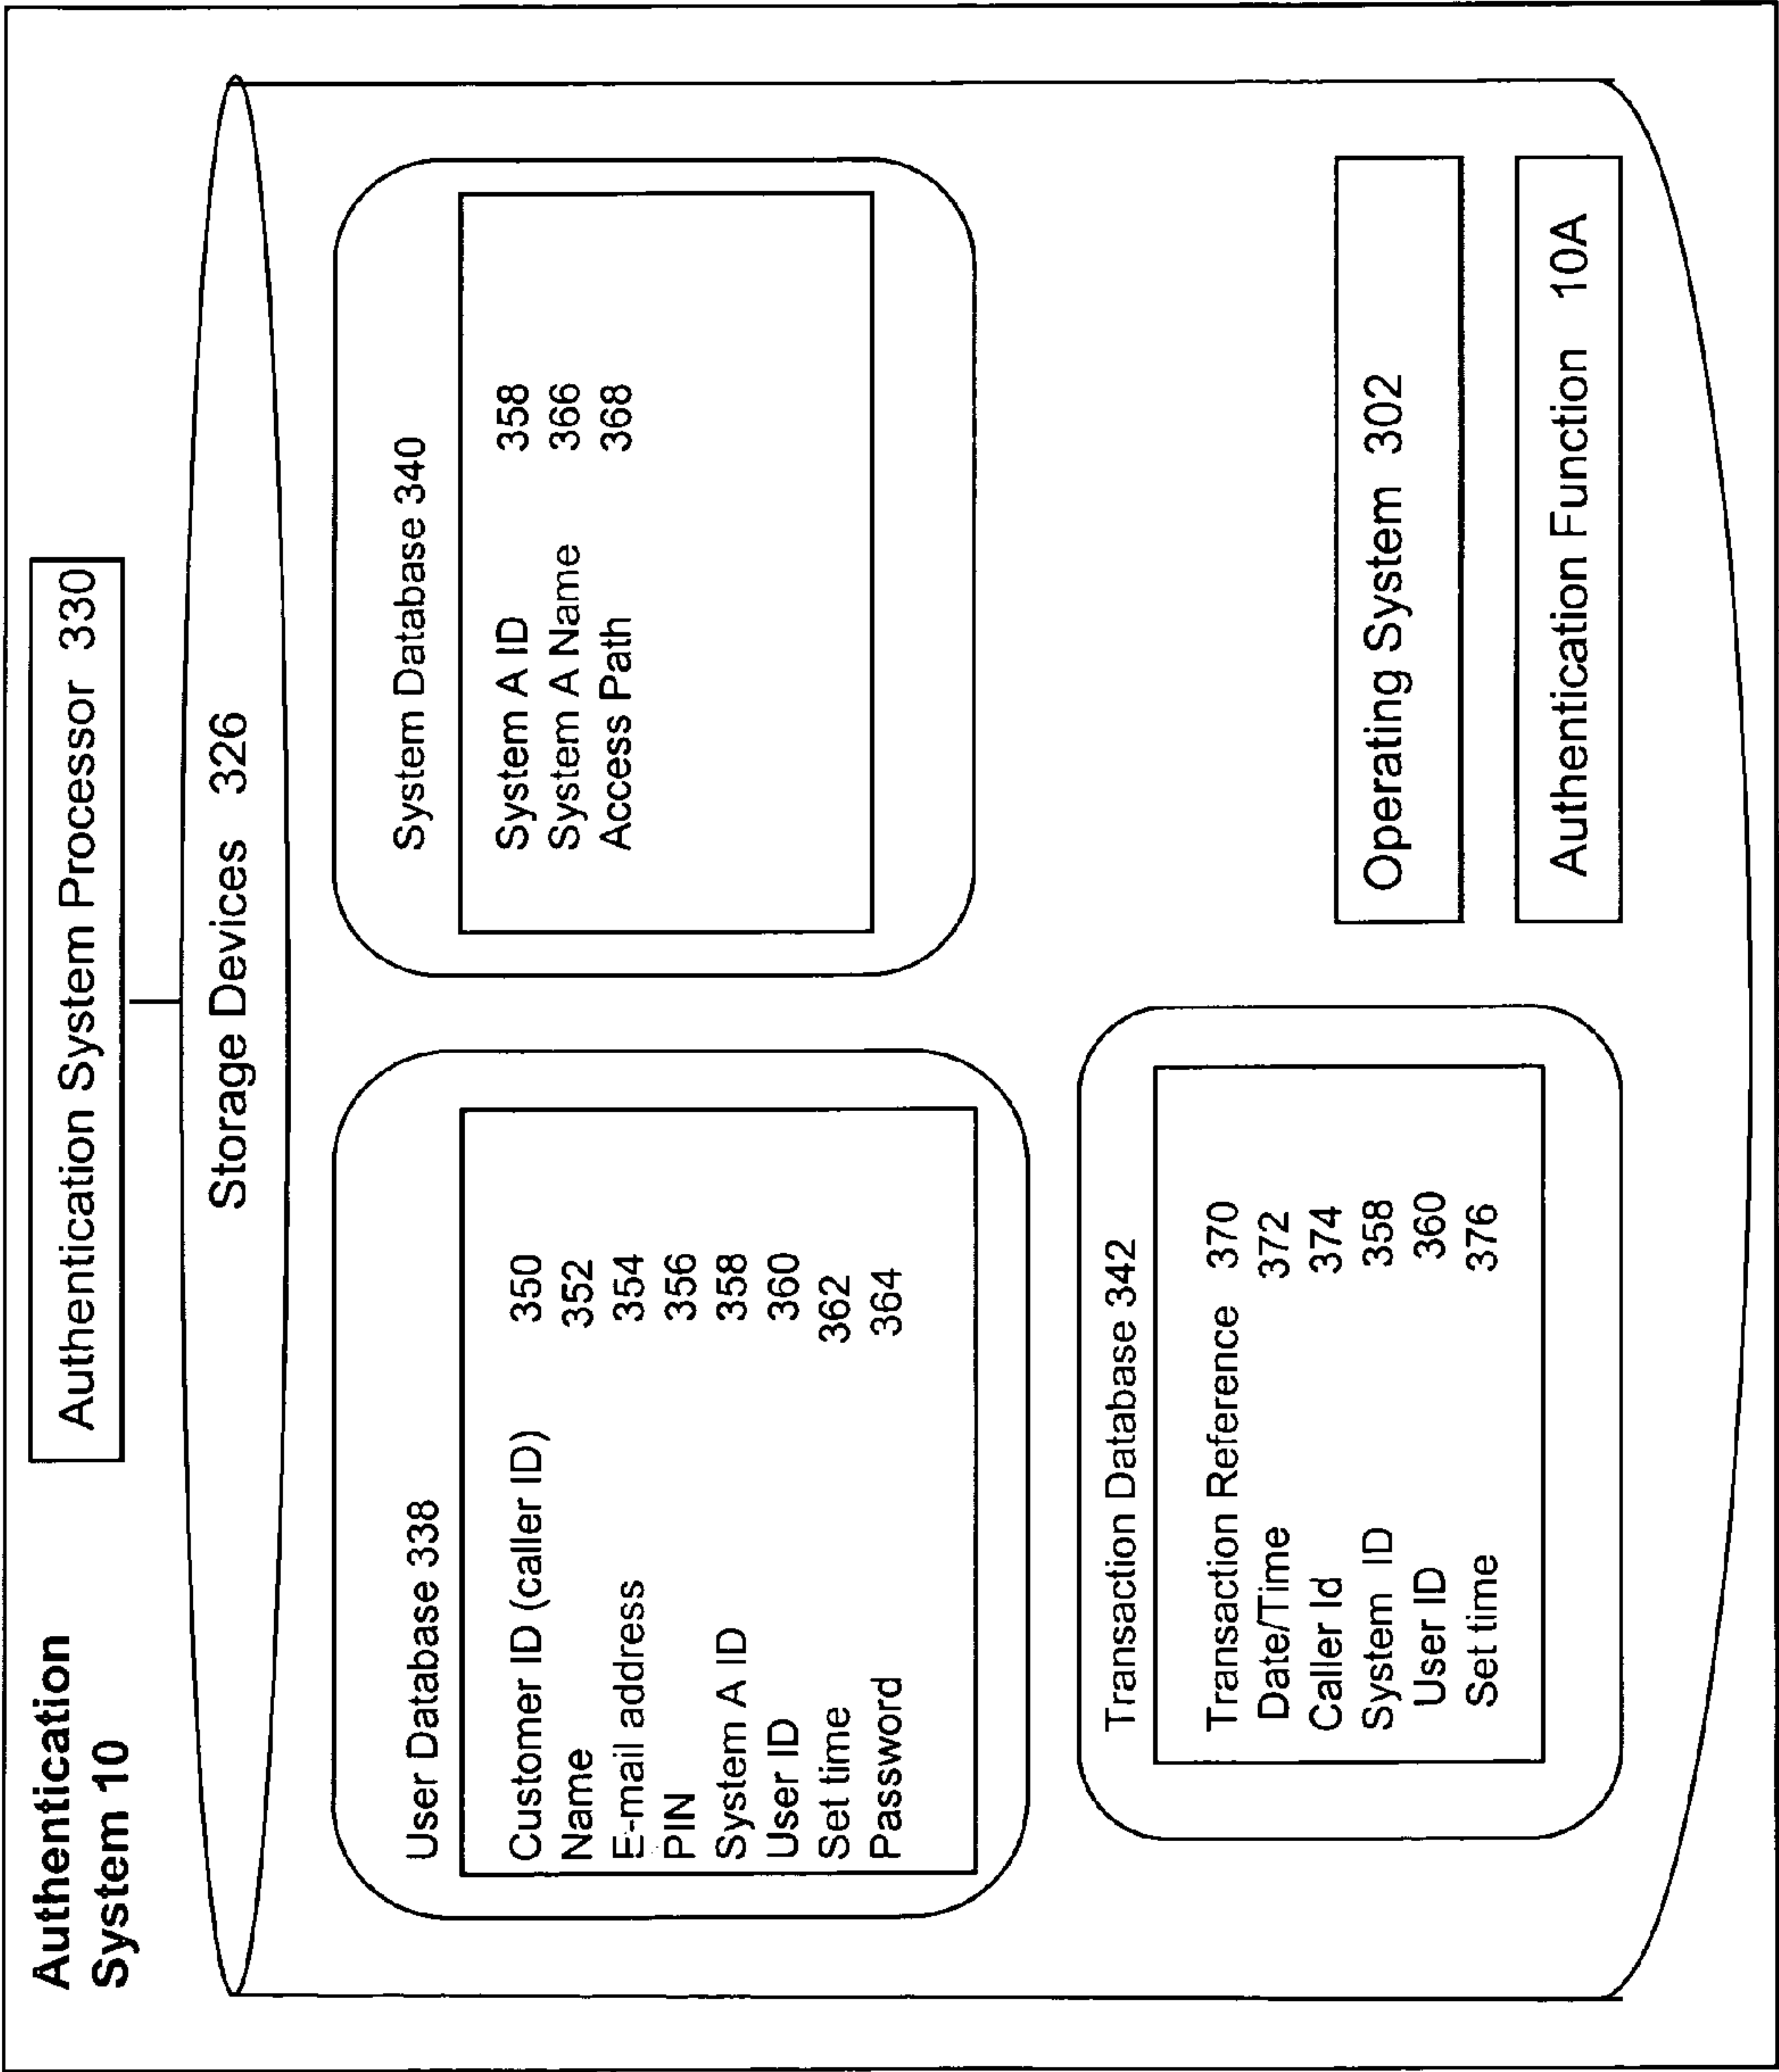 Authentication
System 10
Authentication System Processor 330
Storage Devices 326
User Database 338
Customer ID (caller ID) 350
Name 352
E-mail address 354
PIN 356
System A ID 358
User ID 360
Set time 362
Password 364
System Database 340
System A ID 358
System A Name 366
Access Path 368
Transaction Database 342
Transaction Reference 370
Date/Time 372
Caller Id 374
System ID 358
User ID 360
Set time 376
Operating System 302
Authentication Function 10A